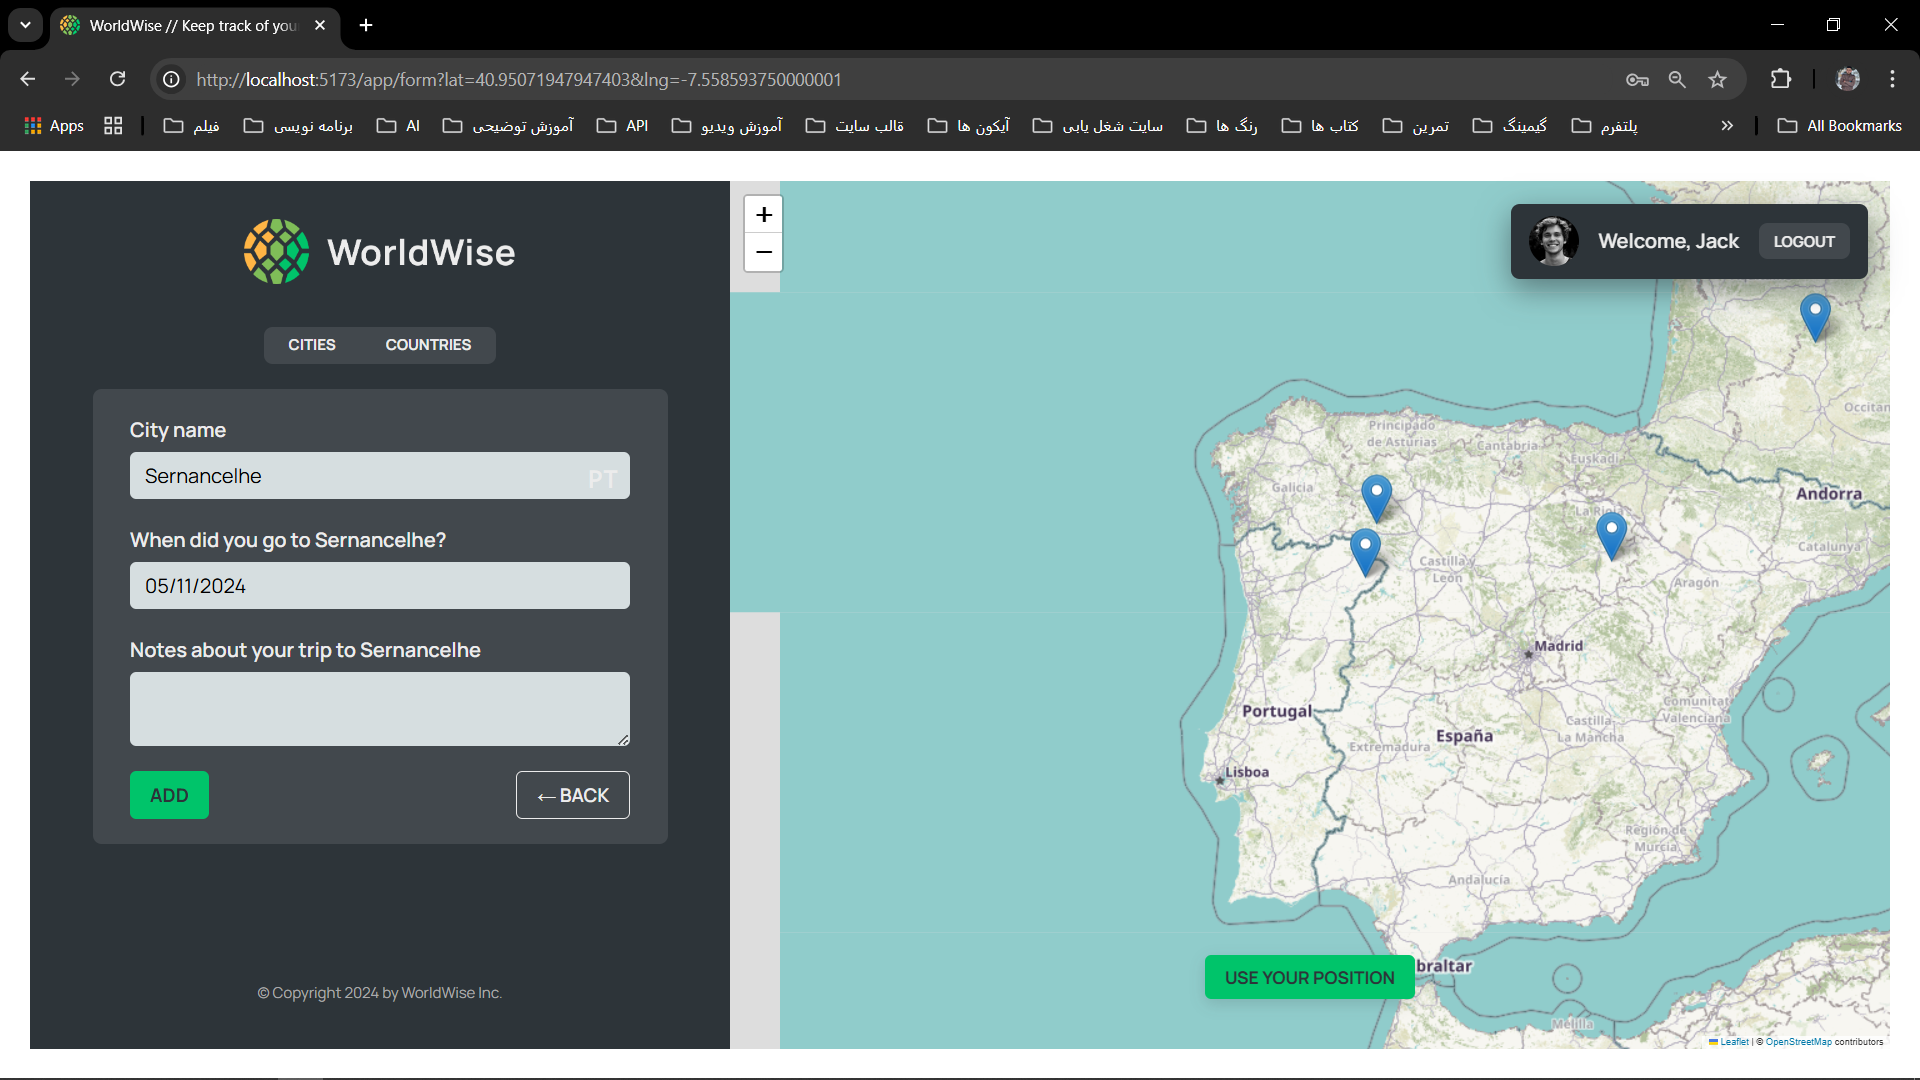 WorldWise // Keep track of you
http://localhost:5173/app/form?lat=40.95071947947403&lng=-7.558593750000001
Apps
فیلم
برنامه نویسی
AI
آموزش توضیحی
API
آموزش ویدیو
قالب سایت
آیکون ها
سایت شغل یابی
رنگ ها
کتاب ها
تمرین
گیمینگ
پلتفرم
»
All Bookmarks
WorldWise
CITIES
COUNTRIES
City name
Sernancelhe
PT
When did you go to Sernancelhe?
05/11/2024
Notes about your trip to Sernancelhe
ADD
← BACK
© Copyright 2024 by WorldWise Inc.
+
−
Welcome, Jack
LOGOUT
Occitan
Principado
de Asturias
Cantabria
Euskadi
Galicia
La Rioja
Andorra
Castilla y
León
Catalunya
Aragón
Madrid
Portugal
Comunitat
Valenciana
Castilla-
La Mancha
España
Extremadura
Lisboa
Región de
Murcia
Andalucía
braltar
USE YOUR POSITION
Melilla
Leaflet | © OpenStreetMap contributors